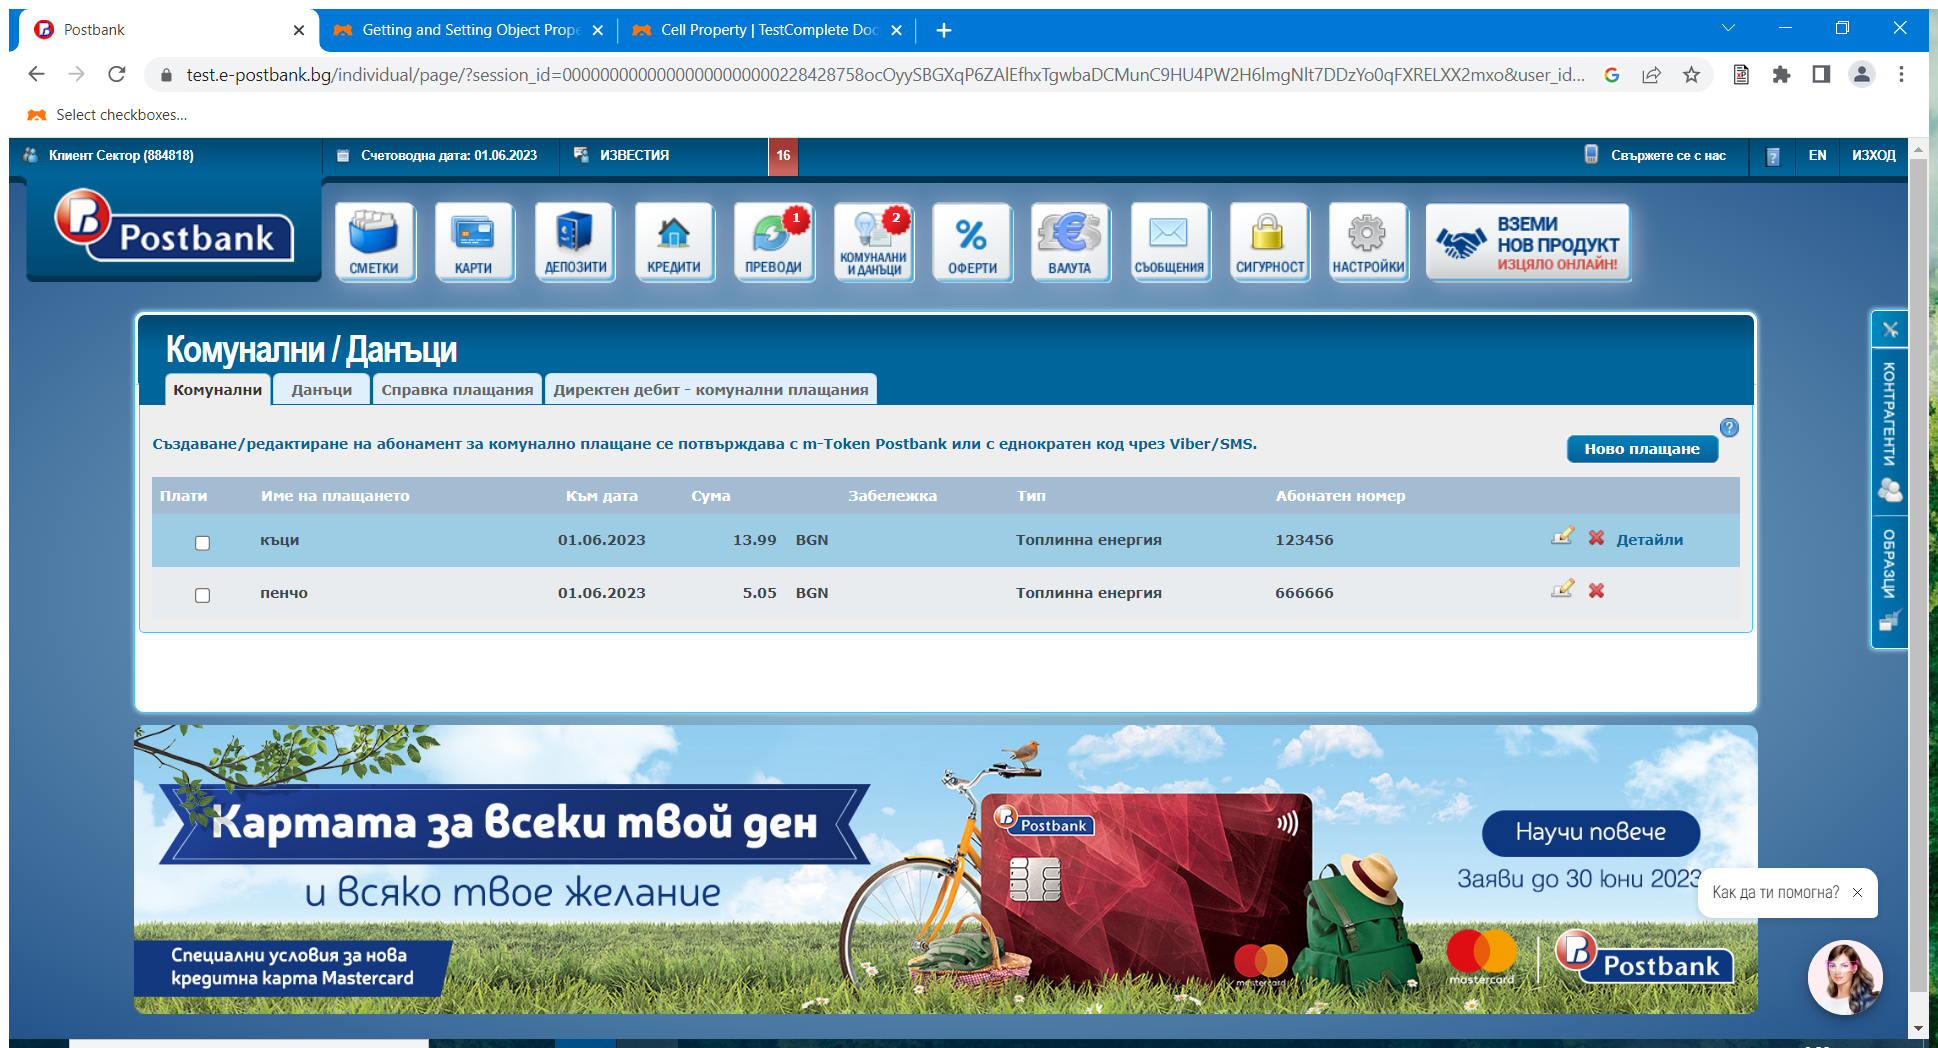 Postbank
Getting and Setting Object Prope
Cell Property | TestComplete Doc
test.e-postbank.bg/individual/page/?session_id=
Select checkboxes...
Клиент Сектор (884818)
Счетоводна дата: 01.06.2023
ИЗВЕСТИЯ
16
Свържете се с нас
?
EN
ИЗХОД
Postbank
СМЕТКИ
КАРТИ
ДЕПОЗИТИ
КРЕДИТИ
1
ПРЕВОДИ
2
КОМУНАЛНИ И ДАНЪЦИ
%
ОФЕРТИ
ВАЛУТА
СЪОБЩЕНИЯ
СИГУРНОСТ
НАСТРОЙКИ
ВЗЕМИ
НОВ ПРОДУКТ
ИЗЦЯЛО ОНЛАЙН!
Комунални / Данъци
Комунални
Данъци
Справка плащания
Директен дебит - комунални плащания
Създаване/редактиране на абонамент за комунално плащане се потвърждава с m-Token Postbank или с еднократен код чрез Viber/SMS.
?
Ново плащане
Плати Име на плащането Към дата Сума Забележка Тип Абонатен номер
къци 01.06.2023 13.99 BGN Топлинна енергия 123456 Детайли
пенчо 01.06.2023 5.05 BGN Топлинна енергия 666666
КОНТРАГЕНТИ
ОБРАЗЦИ
Картата за всеки твой ден
и всяко твое желание
Специални условия за нова
кредитна карта Mastercard
Postbank
mastercard
Научи повече
Заяви до 30 юни 2023
Как да ти помогна?
mastercard
Postbank